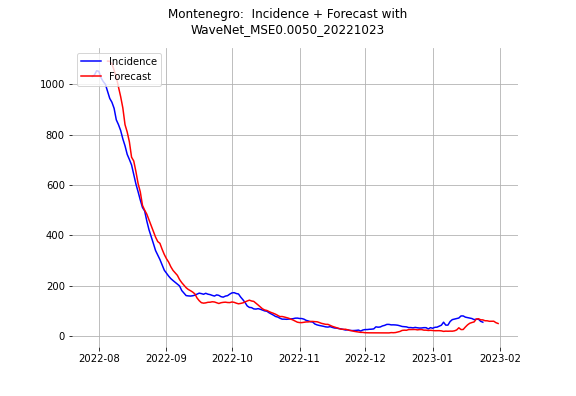 Montenegro:  Incidence + Forecast with
WaveNet_MSE0.0050_20221023
Incidence
Forecast
1000
800
600
400
200
0
2022-08 2022-09 2022-10 2022-11 2022-12 2023-01 2023-02